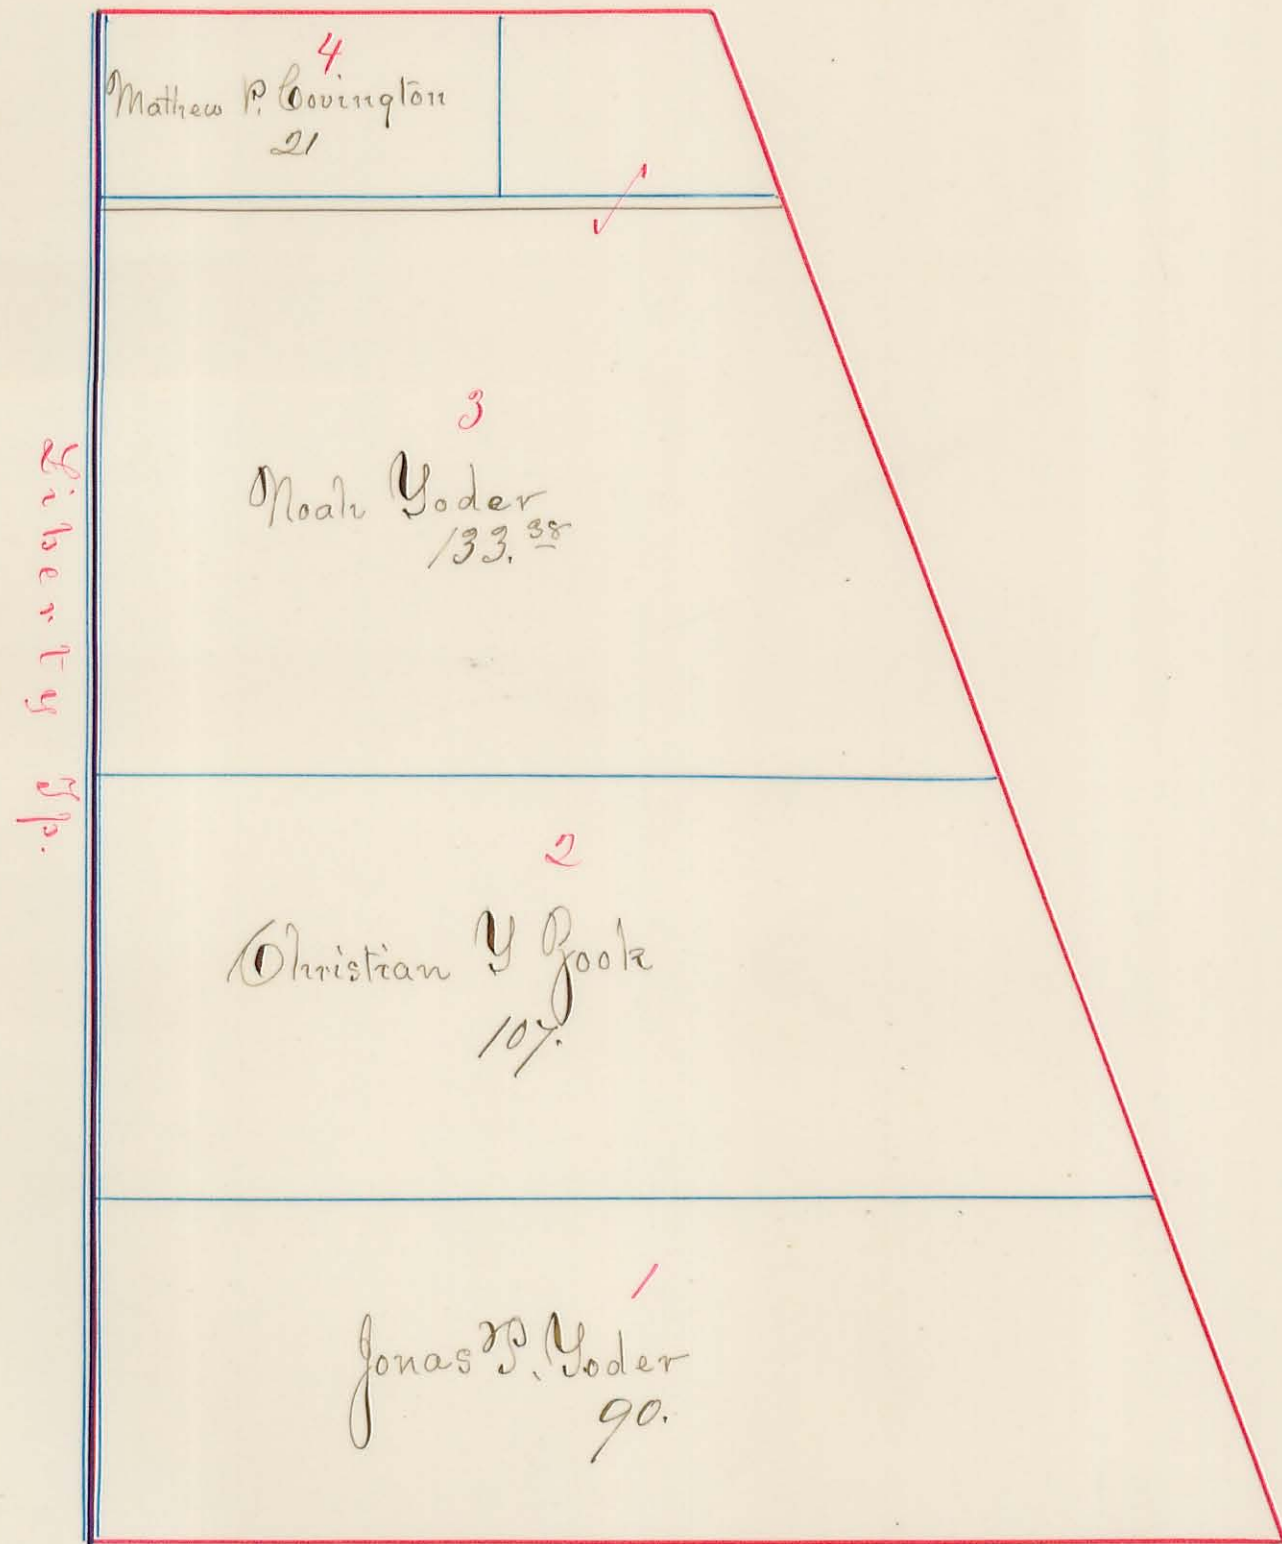 4
Mathew P. Covington
21
3
Noah Yoder
133.38
Liberty Tp.
2
Christian Y Zook
107.
1
Jonas P. Yoder
90.